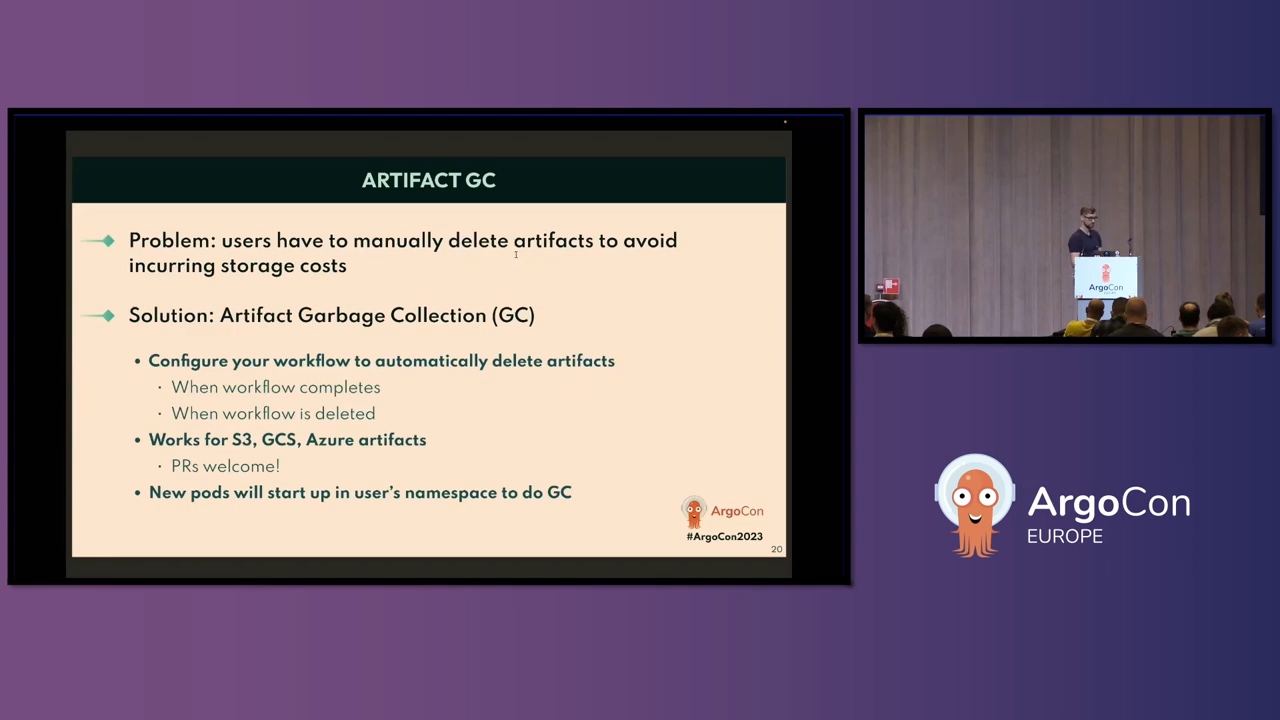 ARTIFACT GC
Problem: users have to manually delete artifacts to avoid
incurring storage costs
Solution: Artifact Garbage Collection (GC)
• Configure your workflow to automatically delete artifacts
· When workflow completes
· When workflow is deleted
• Works for S3, GCS, Azure artifacts
· PRs welcome!
• New pods will start up in user's namespace to do GC
ArgoCon
#ArgoCon2023
20
ArgoCon
ArgoCon
EUROPE